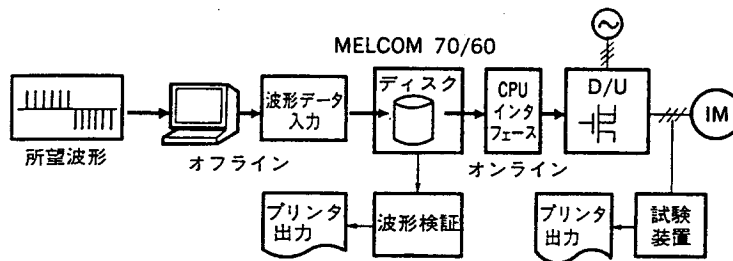 MELCOM 70/60
所望波形
オフライン
波形データ
入力
ディスク
CPU
インタ
フェース
オンライン
D/U
IM
プリンタ
出力
波形検証
プリンタ
出力
試験
装置